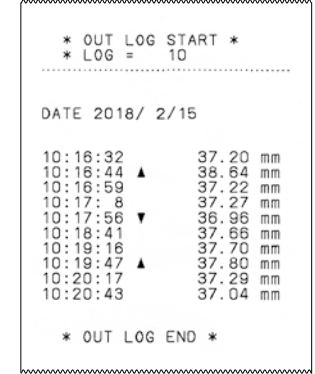 * OUT LOG START *
* LOG = 10
DATE 2018/ 2/15
10:16:32 37.20 mm
10:16:44 ▲ 38.64 mm
10:16:59 37.22 mm
10:17: 8 37.27 mm
10:17:56 ▼ 36.96 mm
10:18:41 37.66 mm
10:19:16 37.70 mm
10:19:47 ▲ 37.80 mm
10:20:17 37.29 mm
10:20:43 37.04 mm
* OUT LOG END *